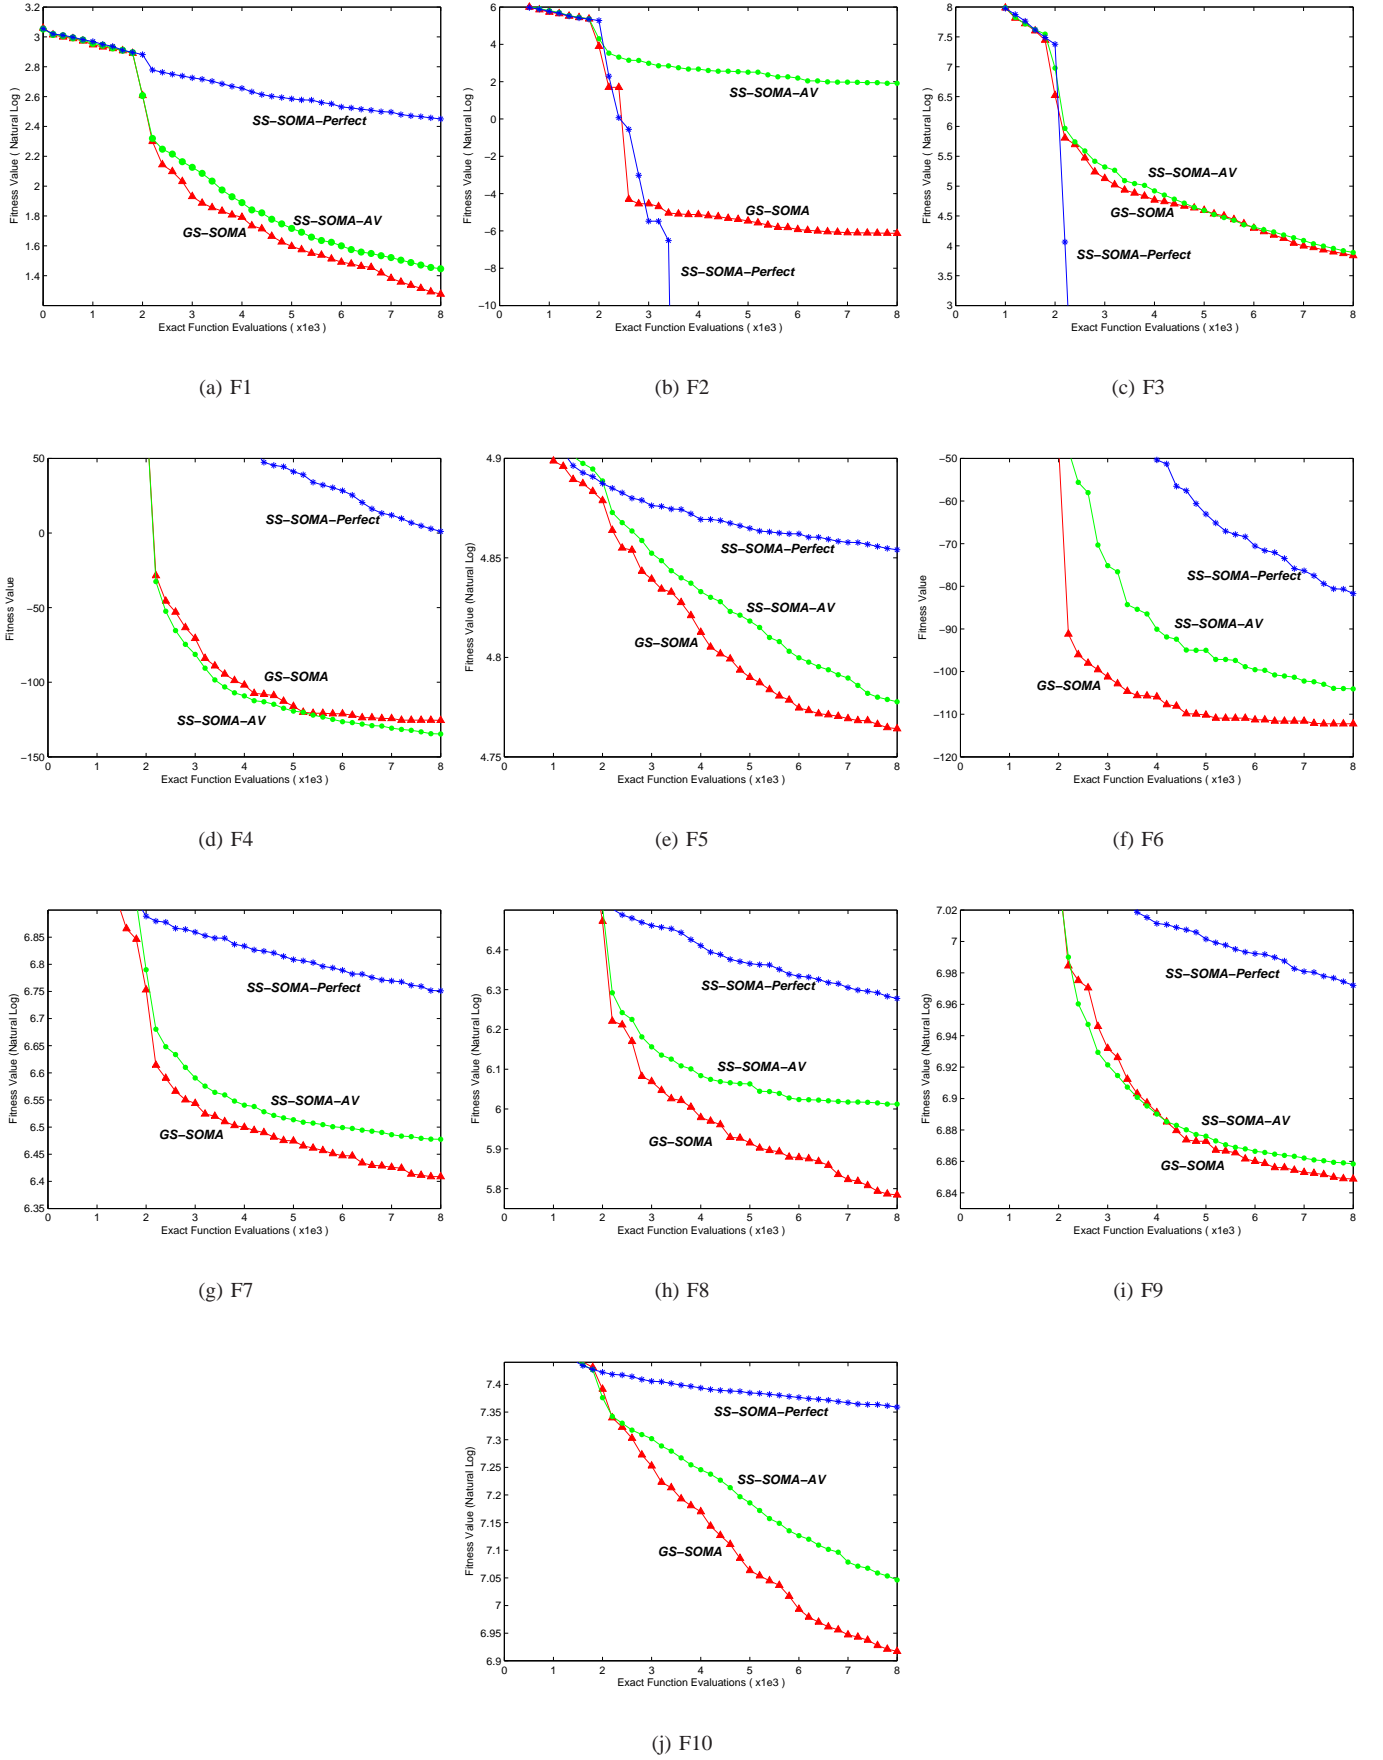 3.2
3
2.8
2.6
2.4
2.2
2
1.8
1.6
1.4
Fitness Value ( Natural Log )
SS−SOMA−Perfect
SS−SOMA−AV
GS−SOMA
0 1 2 3 4 5 6 7 8
Exact Function Evaluations ( x1e3 )
(a) F1
6
4
2
0
−2
−4
−6
−8
−10
Fitness Value ( Natural Log )
SS−SOMA−AV
GS−SOMA
SS−SOMA−Perfect
0 1 2 3 4 5 6 7 8
Exact Function Evaluations ( x1e3 )
(b) F2
8
7.5
7
6.5
6
5.5
5
4.5
4
3.5
3
Fitness Value ( Natural Log )
SS−SOMA−AV
GS−SOMA
SS−SOMA−Perfect
0 1 2 3 4 5 6 7 8
Exact Function Evaluations ( x1e3 )
(c) F3
50
0
−50
−100
−150
Fitness Value
SS−SOMA−Perfect
GS−SOMA
SS−SOMA−AV
0 1 2 3 4 5 6 7 8
Exact Function Evaluations ( x1e3 )
(d) F4
4.9
4.85
4.8
4.75
Fitness Value (Natural Log)
SS−SOMA−Perfect
SS−SOMA−AV
GS−SOMA
0 1 2 3 4 5 6 7 8
Exact Function Evaluations ( x1e3 )
(e) F5
−50
−60
−70
−80
−90
−100
−110
−120
Fitness Value
SS−SOMA−Perfect
SS−SOMA−AV
GS−SOMA
0 1 2 3 4 5 6 7 8
Exact Function Evaluations ( x1e3 )
(f) F6
6.85
6.8
6.75
6.7
6.65
6.6
6.55
6.5
6.45
6.4
6.35
Fitness Value (Natural Log)
SS−SOMA−Perfect
SS−SOMA−AV
GS−SOMA
0 1 2 3 4 5 6 7 8
Exact Function Evaluations ( x1e3 )
(g) F7
6.4
6.3
6.2
6.1
6
5.9
5.8
Fitness Value (Natural Log)
SS−SOMA−Perfect
SS−SOMA−AV
GS−SOMA
0 1 2 3 4 5 6 7 8
Exact Function Evaluations ( x1e3 )
(h) F8
7.02
7
6.98
6.96
6.94
6.92
6.9
6.88
6.86
6.84
Fitness Value (Natural Log)
SS−SOMA−Perfect
SS−SOMA−AV
GS−SOMA
0 1 2 3 4 5 6 7 8
Exact Function Evaluations ( x1e3 )
(i) F9
7.4
7.35
7.3
7.25
7.2
7.15
7.1
7.05
7
6.95
6.9
Fitness Value (Natural Log)
SS−SOMA−Perfect
SS−SOMA−AV
GS−SOMA
0 1 2 3 4 5 6 7 8
Exact Function Evaluations ( x1e3 )
(j) F10